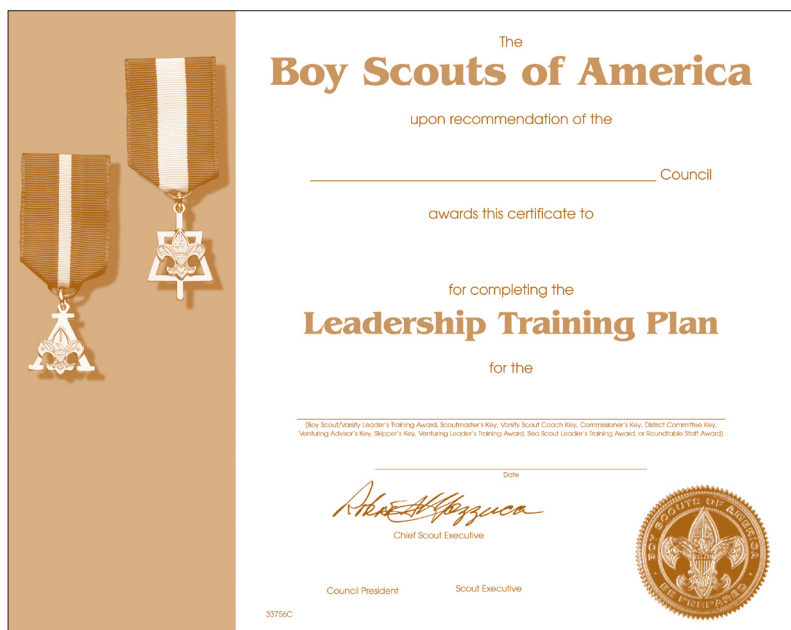 The
Boy Scouts of America
upon recommendation of the
Council
awards this certificate to
for completing the
Leadership Training Plan
for the
(Boy Scout/Varsity Leader's Training Award, Scoutmaster's Key, Varsity Scout Coach Key, Commissioner's Key, District Committee Key,
Venturing Advisor's Key, Skipper's Key, Venturing Leader's Training Award, Sea Scout Leader's Training Award, or Roundtable Staff Award)
Date
Chief Scout Executive
Council President Scout Executive
33756C
BOY SCOUTS OF AMERICA
BE PREPARED